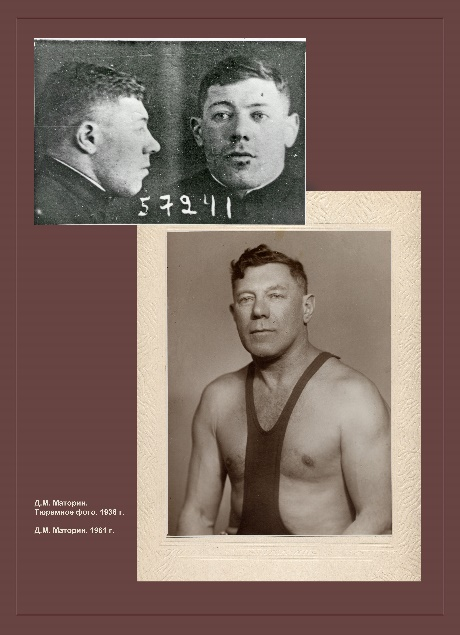 57241
Д.М. Маторин.
Тюремное фото. 1936 г.
Д.М. Маторин. 1961 г.